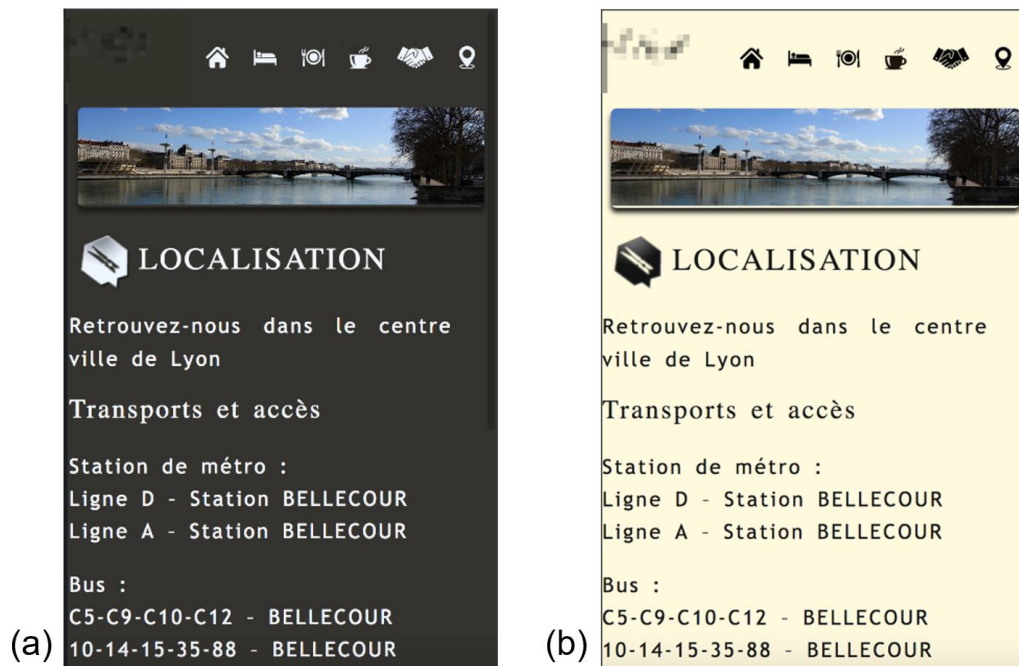 LOCALISATION
Retrouvez-nous dans le centre
ville de Lyon
Transports et accès
Station de métro :
Ligne D - Station BELLECOUR
Ligne A - Station BELLECOUR
Bus :
C5-C9-C10-C12 - BELLECOUR
10-14-15-35-88 - BELLECOUR
(a)
LOCALISATION
Retrouvez-nous dans le centre
ville de Lyon
Transports et accès
Station de métro :
Ligne D - Station BELLECOUR
Ligne A - Station BELLECOUR
Bus :
C5-C9-C10-C12 - BELLECOUR
10-14-15-35-88 - BELLECOUR
(b)